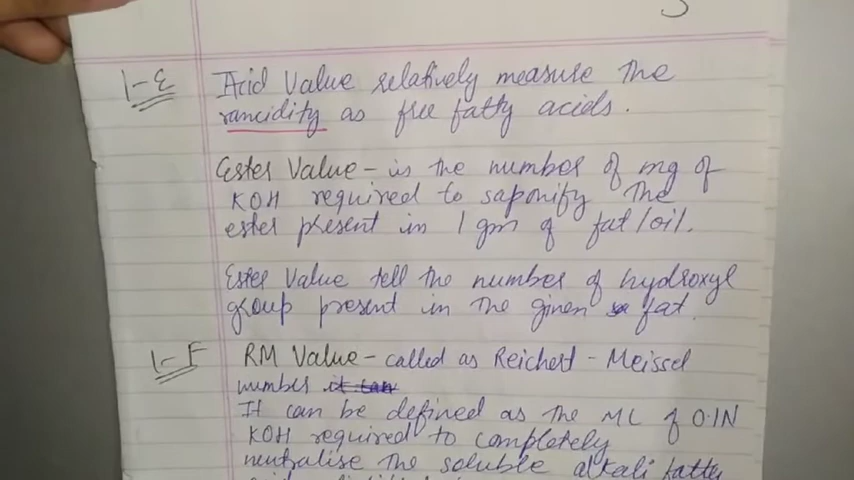 1-E
Acid Value relatively measure the
rancidity as free fatty acids.
Ester Value - is the number of mg of
KOH required to saponify the
ester present in 1 gm of fat/oil.
Ester Value tell the number of hydroxyl
group present in the given fat.
1-F
RM Value - called as Reichert - Meissel
number it can
It can be defined as the ML of 0.1N
KOH required to completely
neutralise the soluble alkali fatty